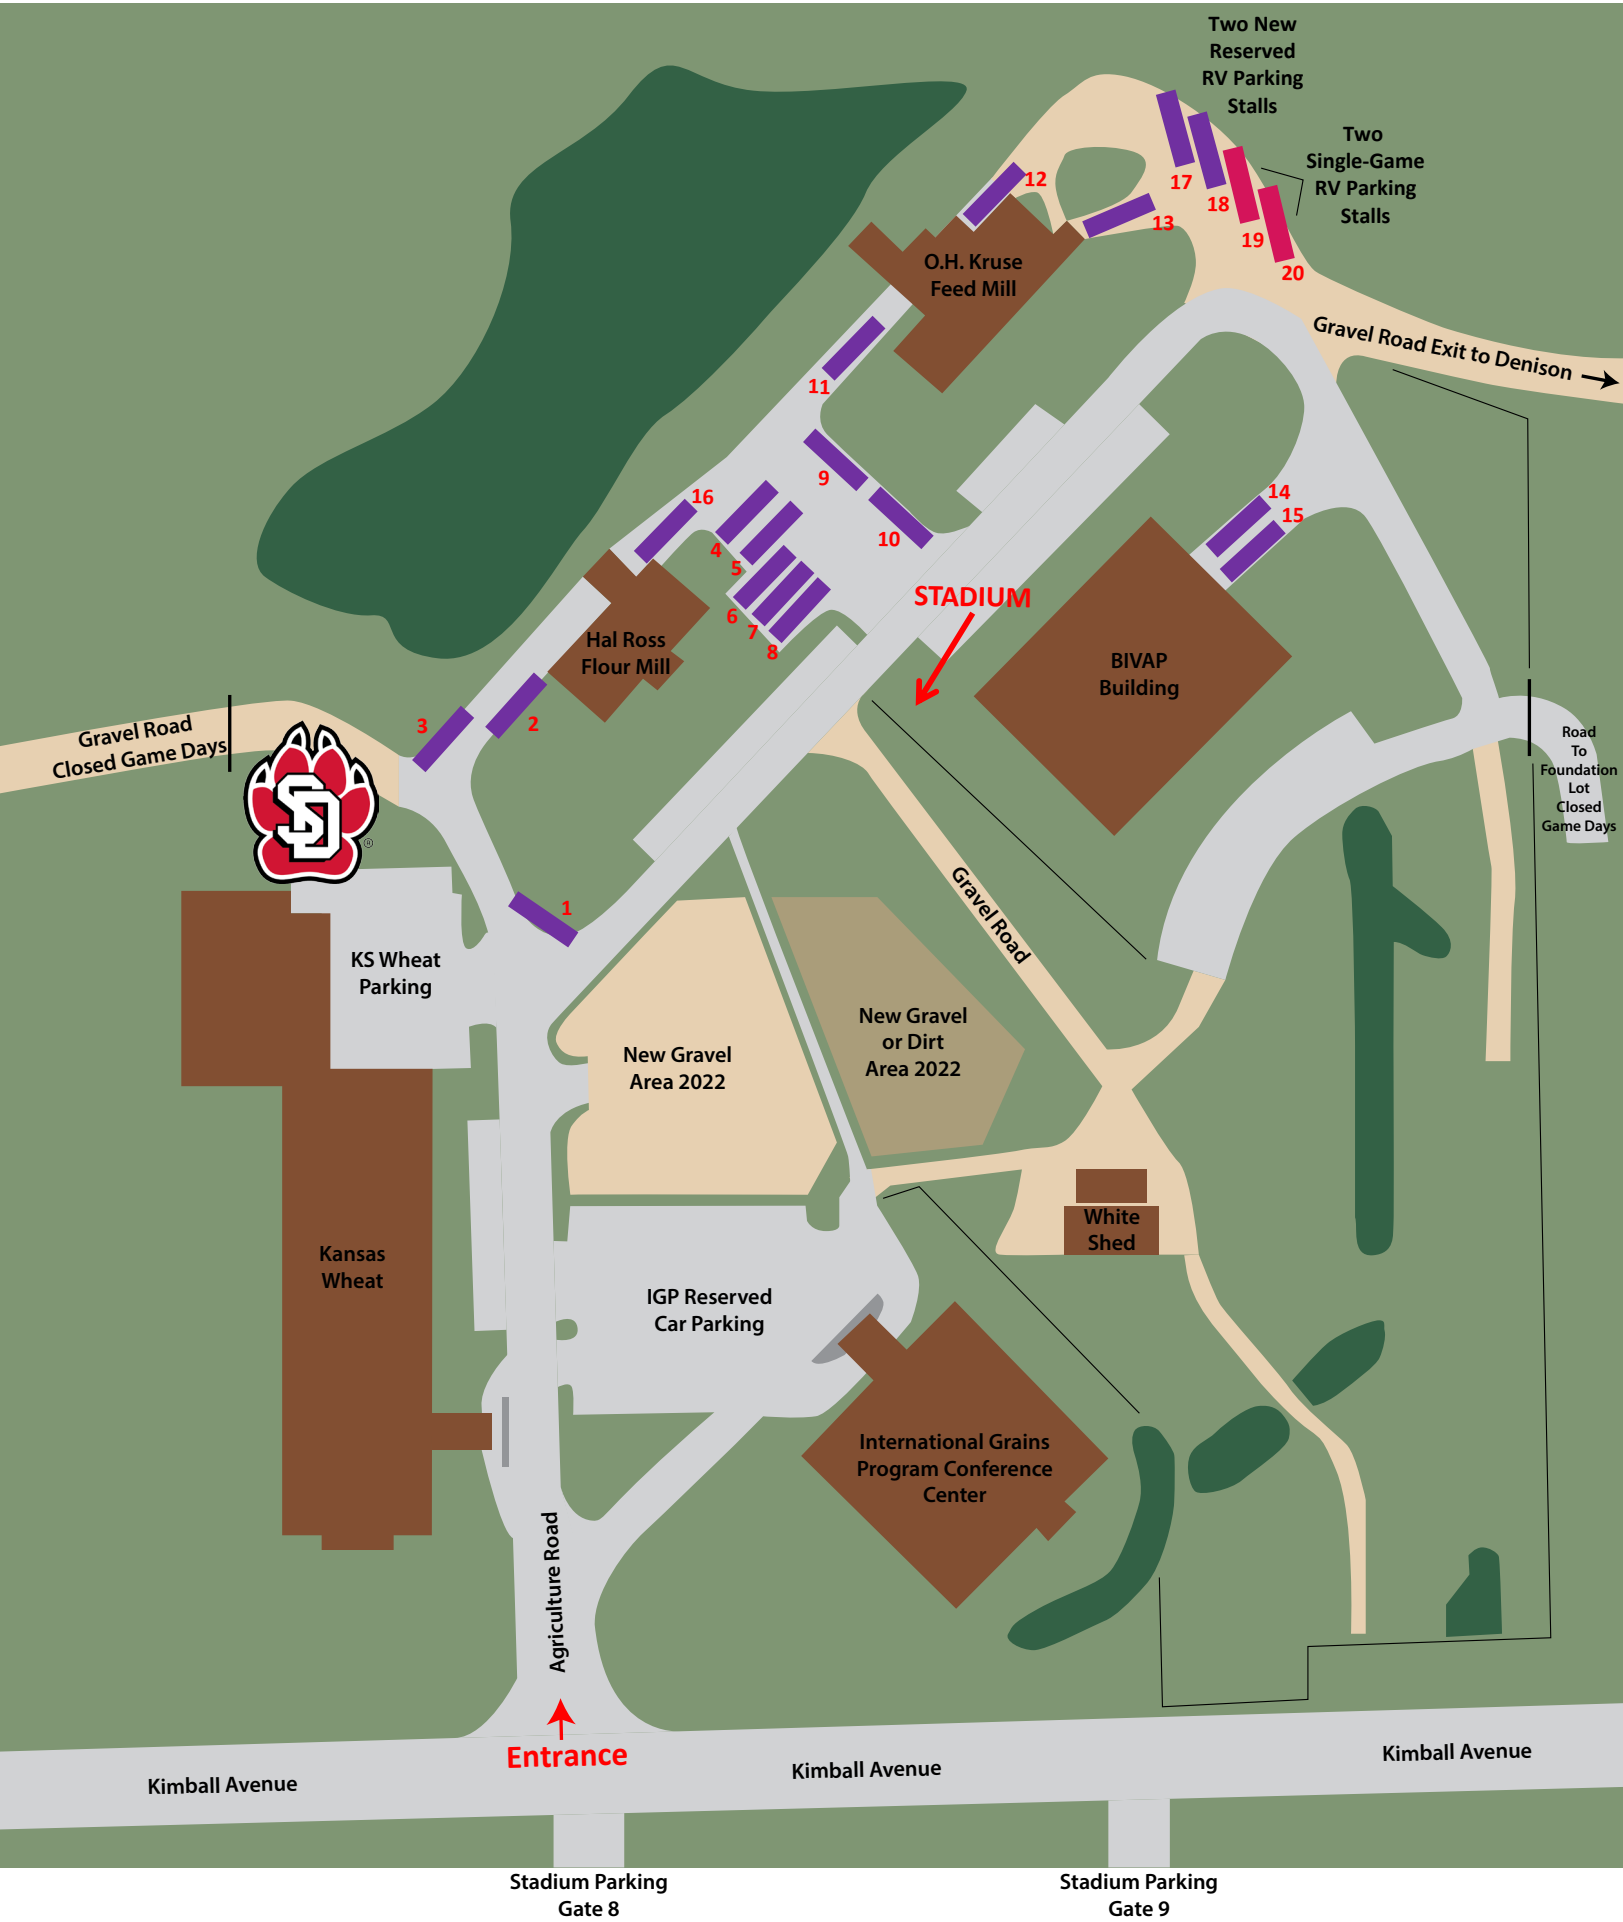 Two New
Reserved
RV Parking
Stalls
Two
Single-Game
RV Parking
Stalls
12
17
18
13
19
20
O.H. Kruse
Feed Mill
Gravel Road Exit to Denison
11
9
16
10
4
5
6
7
8
14
15
STADIUM
Hal Ross
Flour Mill
BIVAP
Building
3
2
Gravel Road
Closed Game Days
Road
To
Foundation
Lot
Closed
Game Days
SD
®
1
Gravel Road
KS Wheat
Parking
New Gravel
Area 2022
New Gravel
or Dirt
Area 2022
White
Shed
Kansas
Wheat
IGP Reserved
Car Parking
International Grains
Program Conference
Center
Agriculture Road
Entrance
Kimball Avenue
Kimball Avenue
Kimball Avenue
Stadium Parking
Gate 8
Stadium Parking
Gate 9